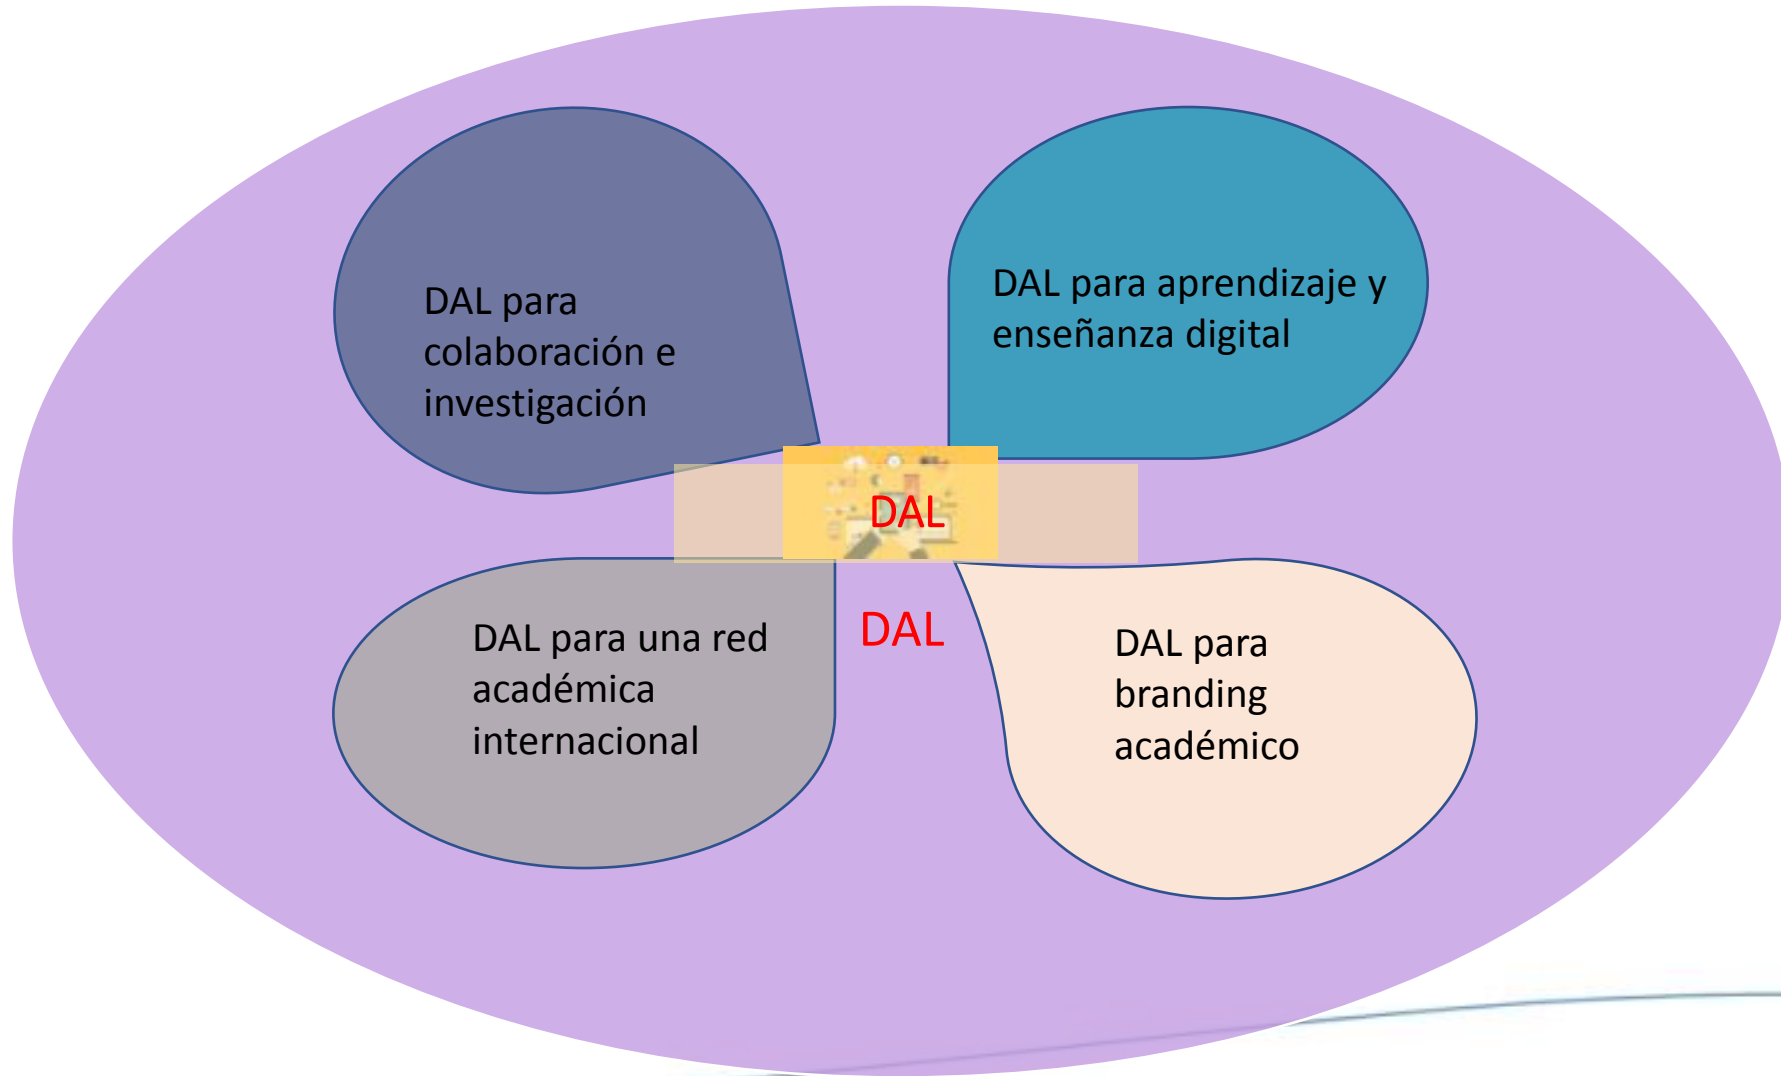 DAL para
colaboración e
investigación
DAL para aprendizaje y
enseñanza digital
DAL
DAL para una red
académica
internacional
DAL
DAL para
branding
académico